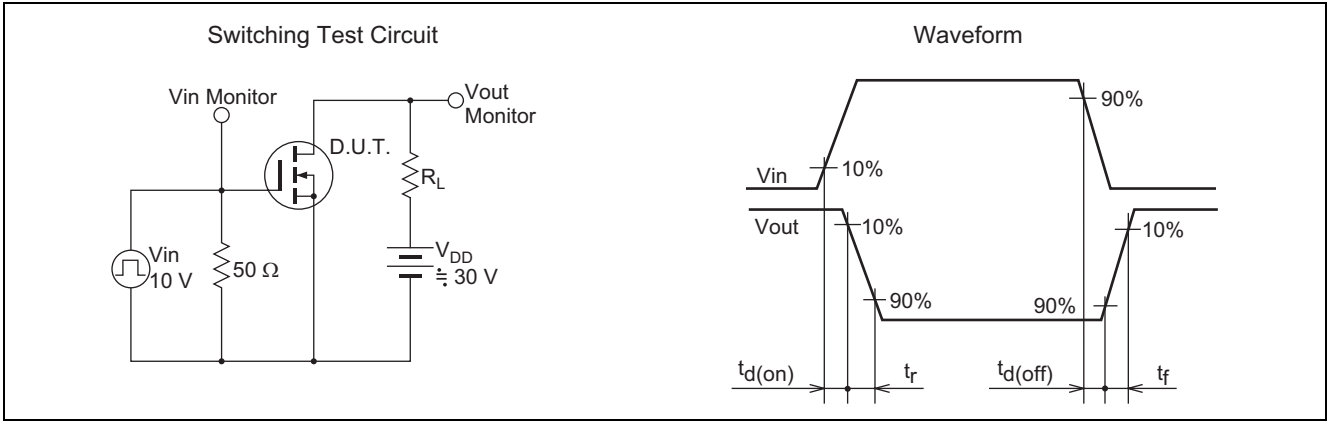 Switching Test Circuit
Vin Monitor
Vout
Monitor
D.U.T.
RL
Vin
10 V
50 Ω
VDD
≒ 30 V
Waveform
90%
Vin
10%
Vout
10%
10%
90%
90%
td(on)
tr
td(off)
tf